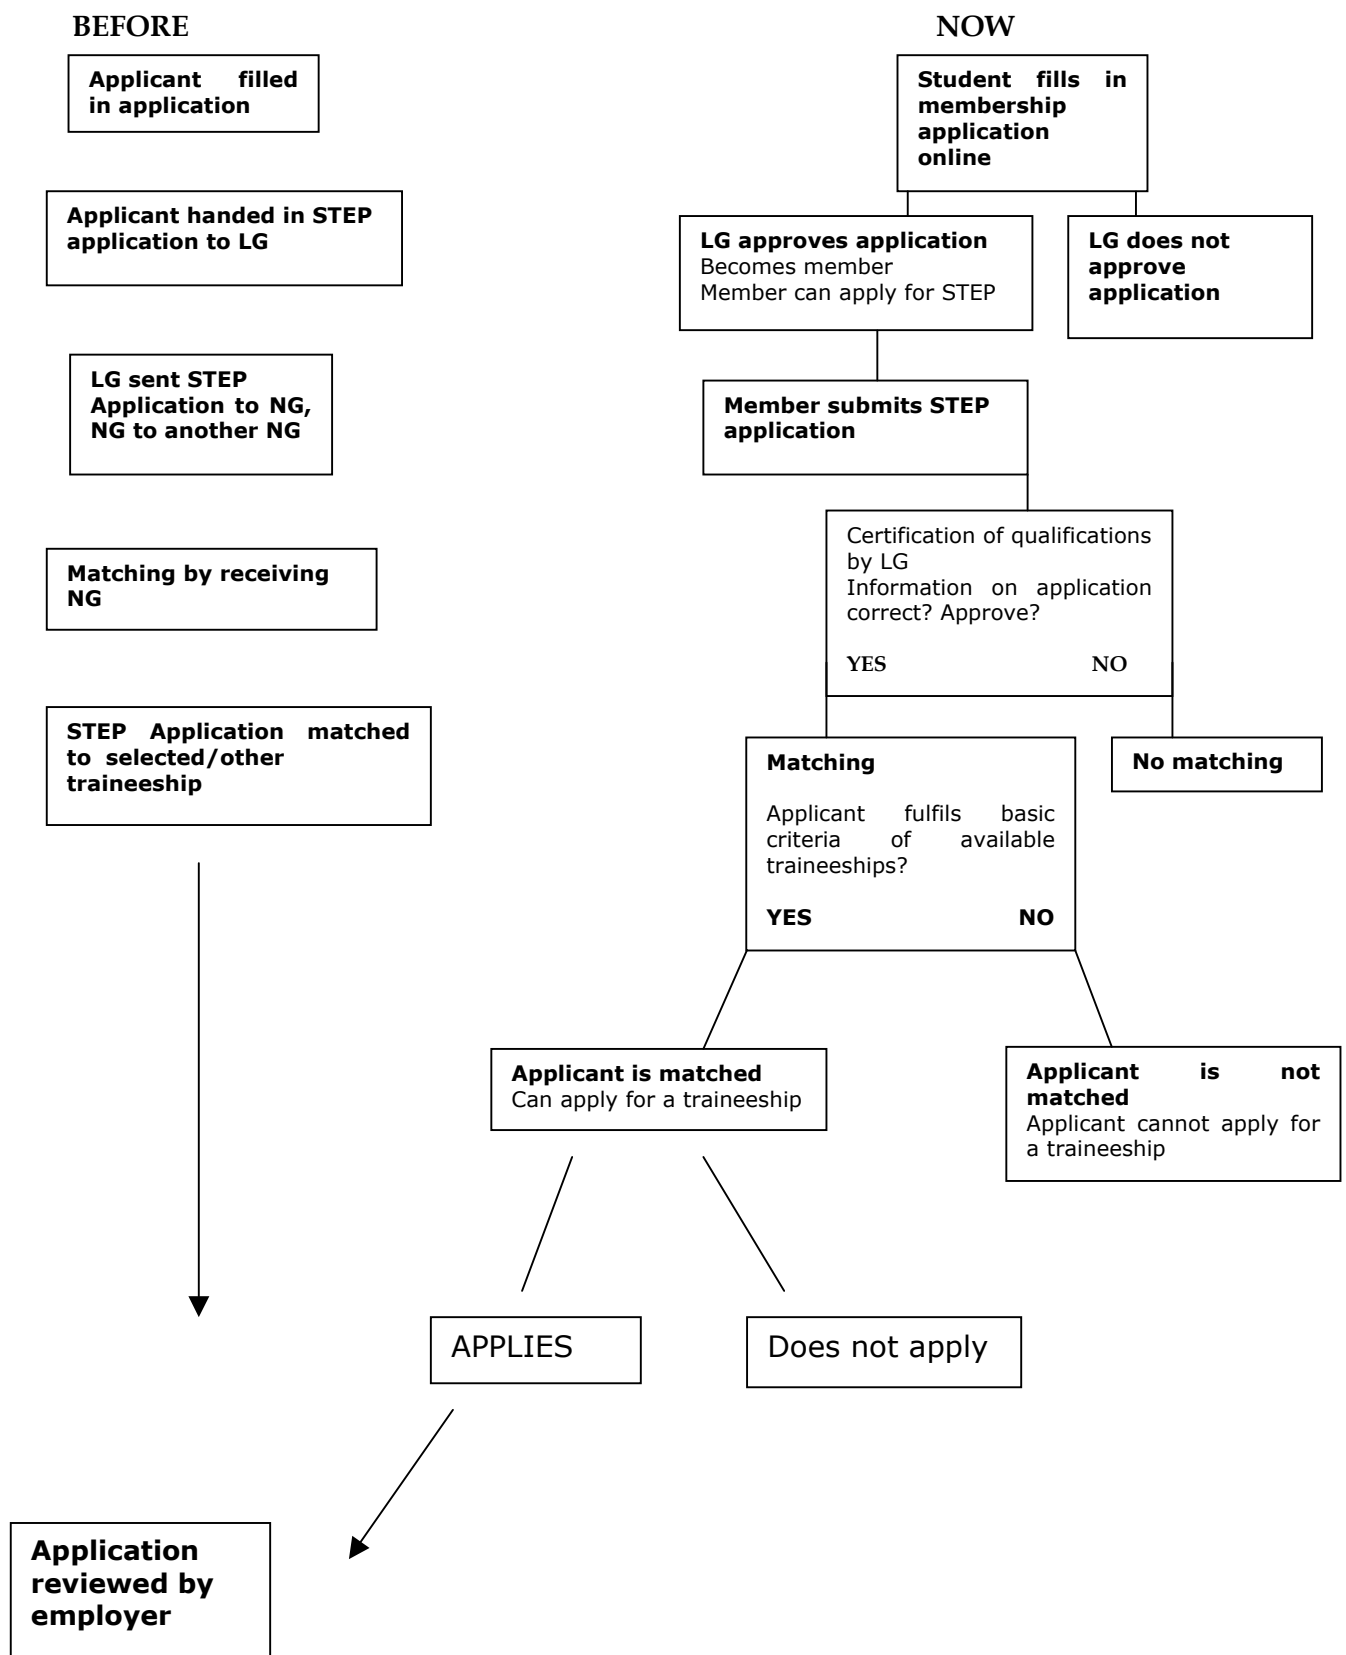 BEFORE
Applicant filled
in application
Applicant handed in STEP
application to LG
LG sent STEP
Application to NG,
NG to another NG
Matching by receiving
NG
STEP Application matched
to selected/other
traineeship
NOW
Student fills in
membership
application
online
LG approves application
Becomes member
Member can apply for STEP
LG does not
approve
application
Member submits STEP
application
Certification of qualifications
by LG
Information on application
correct? Approve?
YES NO
Matching
Applicant fulfils basic
criteria of available
traineeships?
YES NO
No matching
Applicant is matched
Can apply for a traineeship
Applicant is not
matched
Applicant cannot apply for
a traineeship
APPLIES
Does not apply
Application
reviewed by
employer